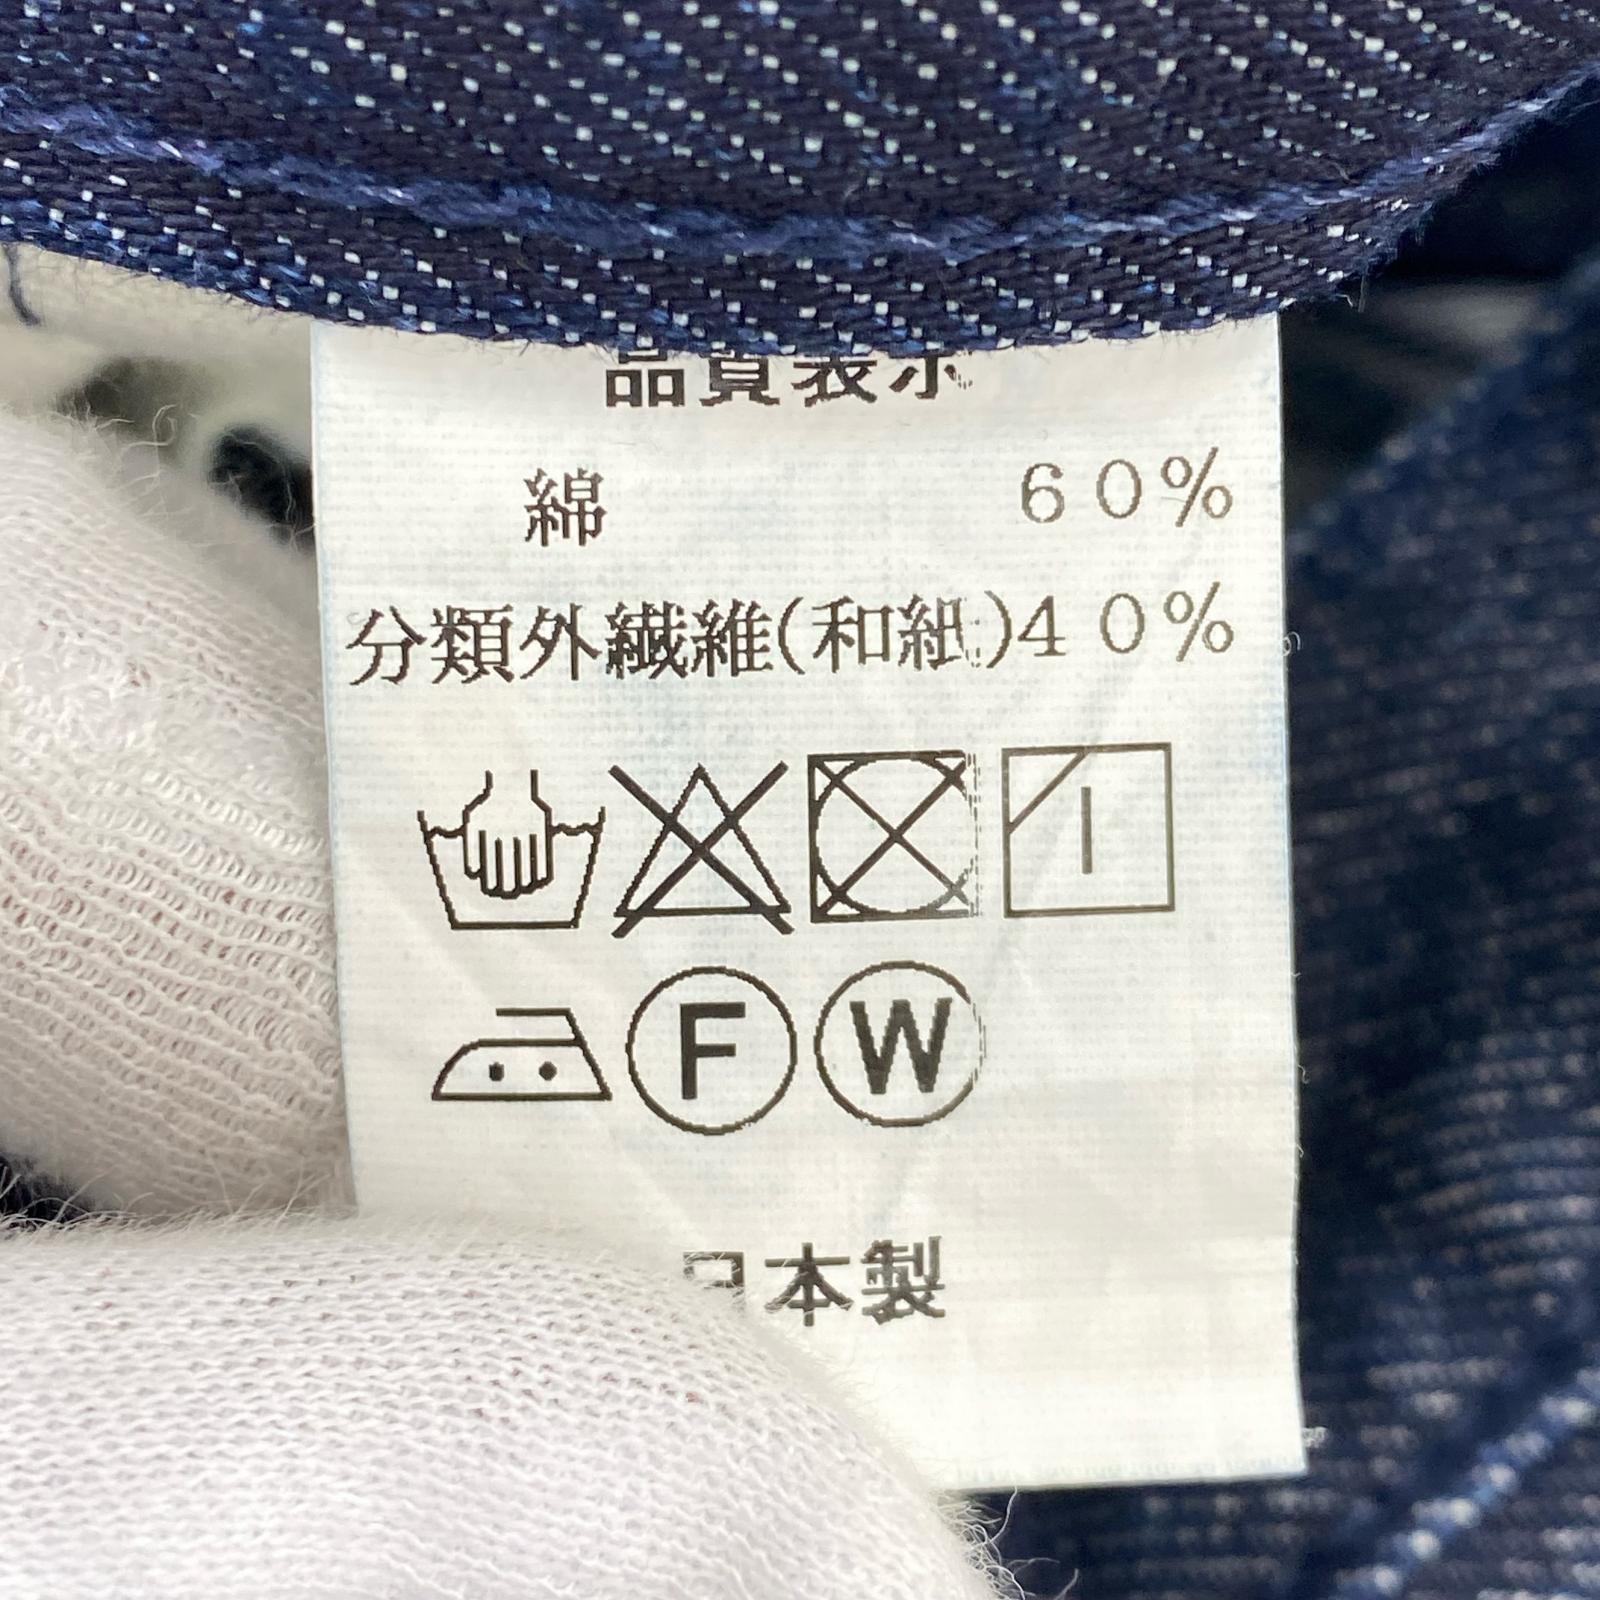 品質表示
綿 60%
分類外繊維(和紙)40%
F W
日本製